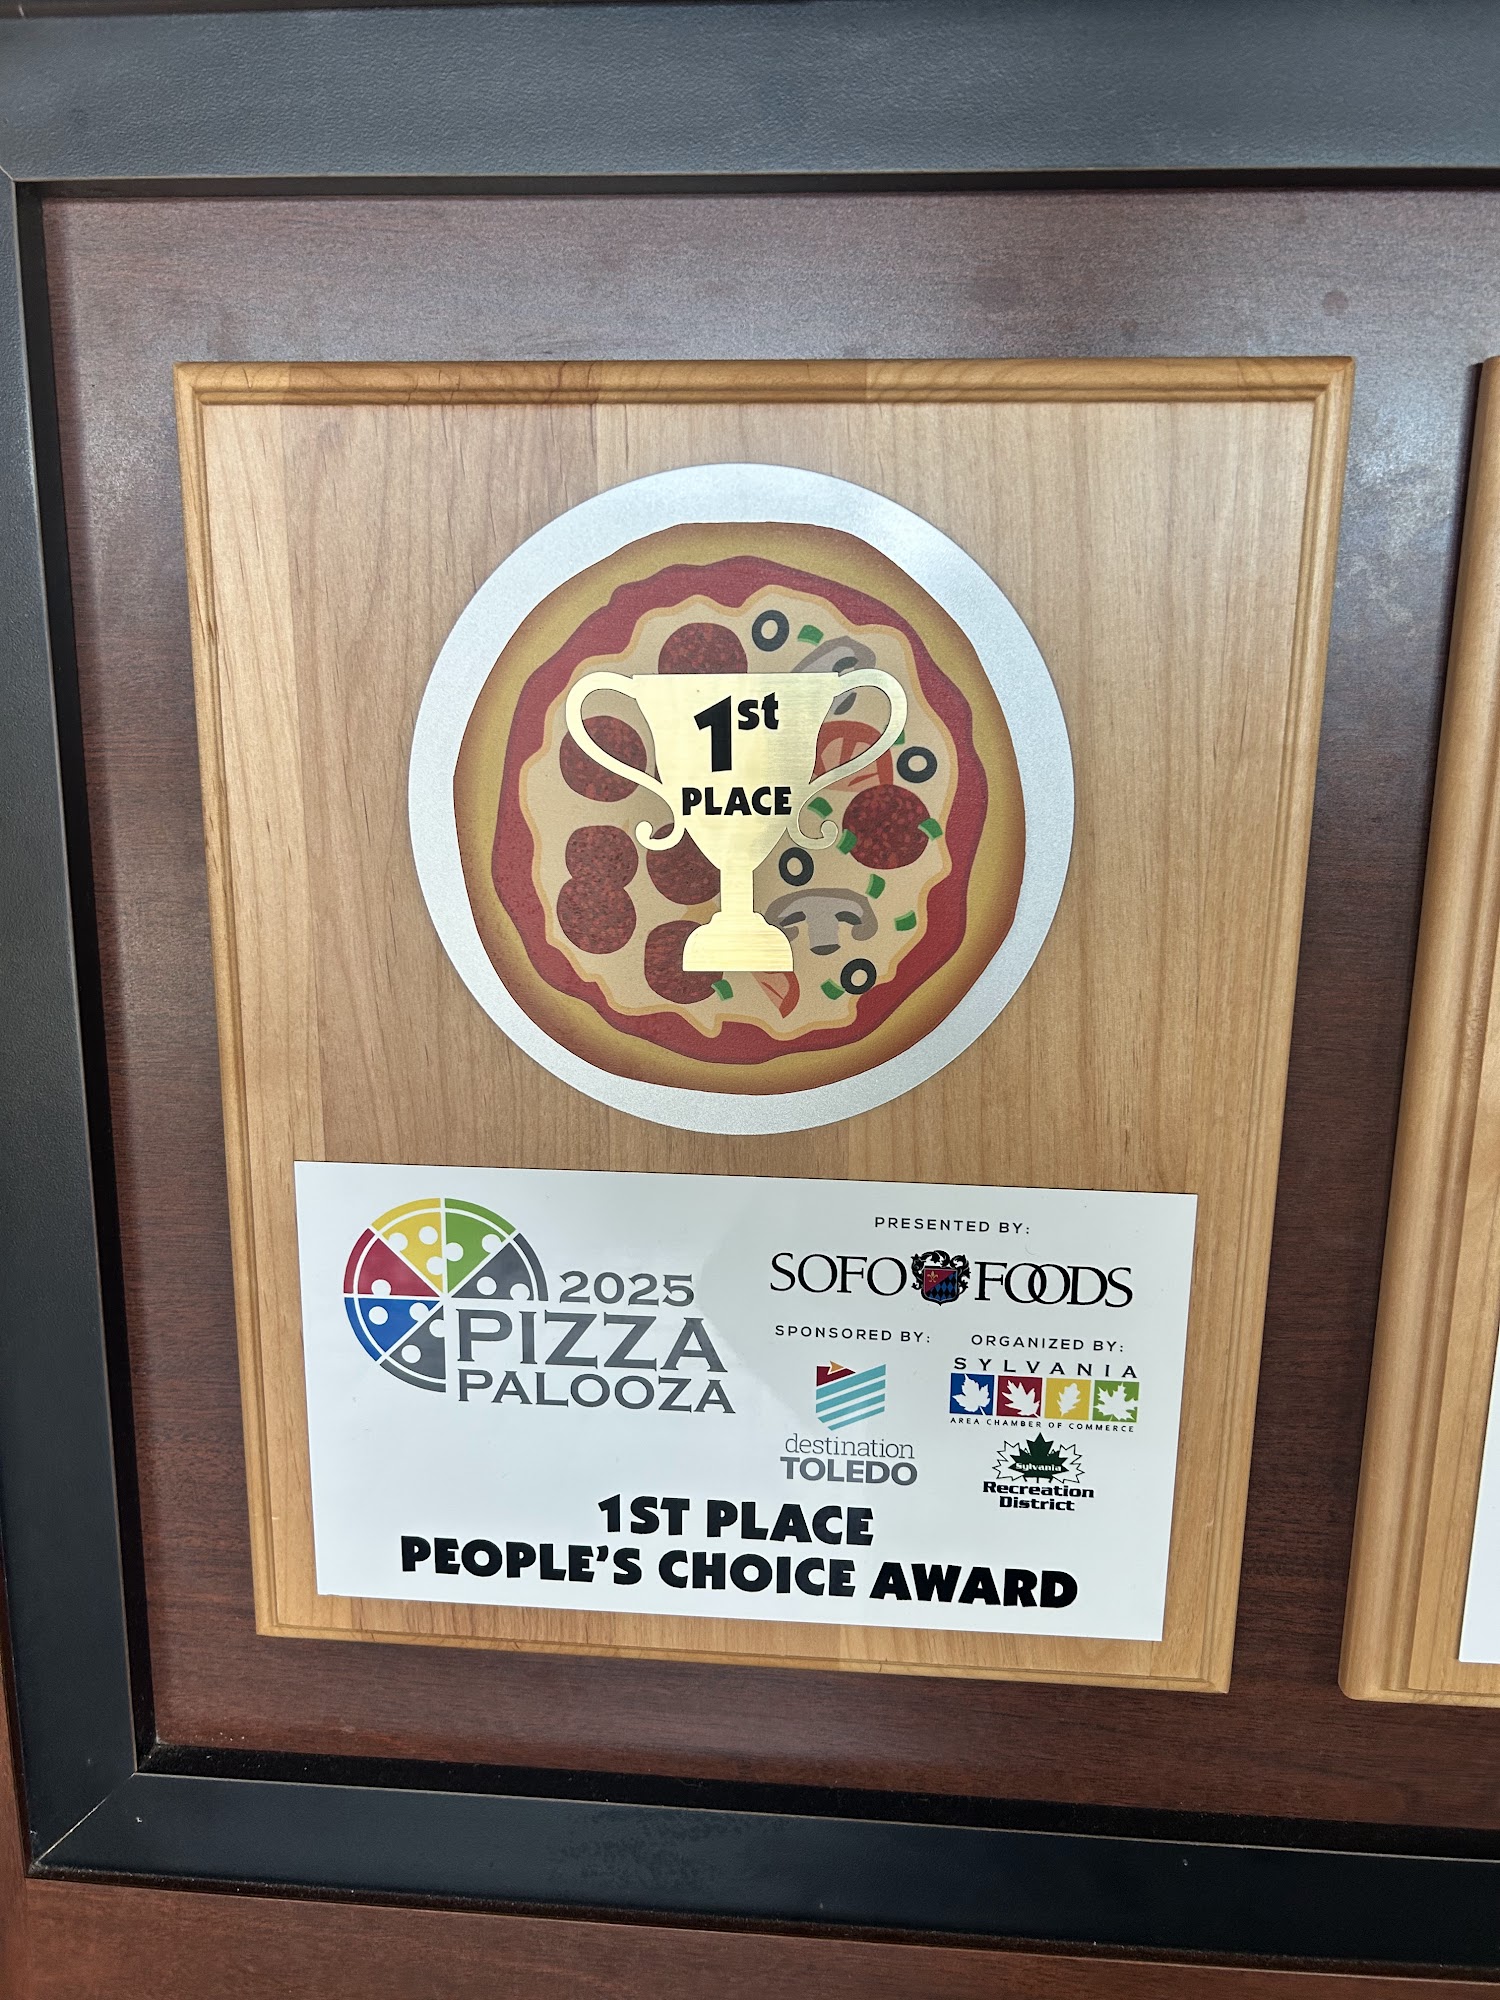 1st
PLACE
2025
PIZZA
PALOOZA
PRESENTED BY:
SOFO FOODS
SPONSORED BY:
destination
TOLEDO
ORGANIZED BY:
SYLVANIA
AREA CHAMBER OF COMMERCE
Sylvania
Recreation
District
1ST PLACE
PEOPLE'S CHOICE AWARD